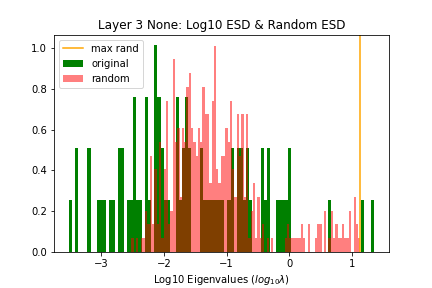 Layer 3 None: Log10 ESD & Random ESD
max rand
original
random
1.0
0.8
0.6
0.4
0.2
0.0
−3
−2
−1
0
1
Log10 Eigenvalues (log10λ)